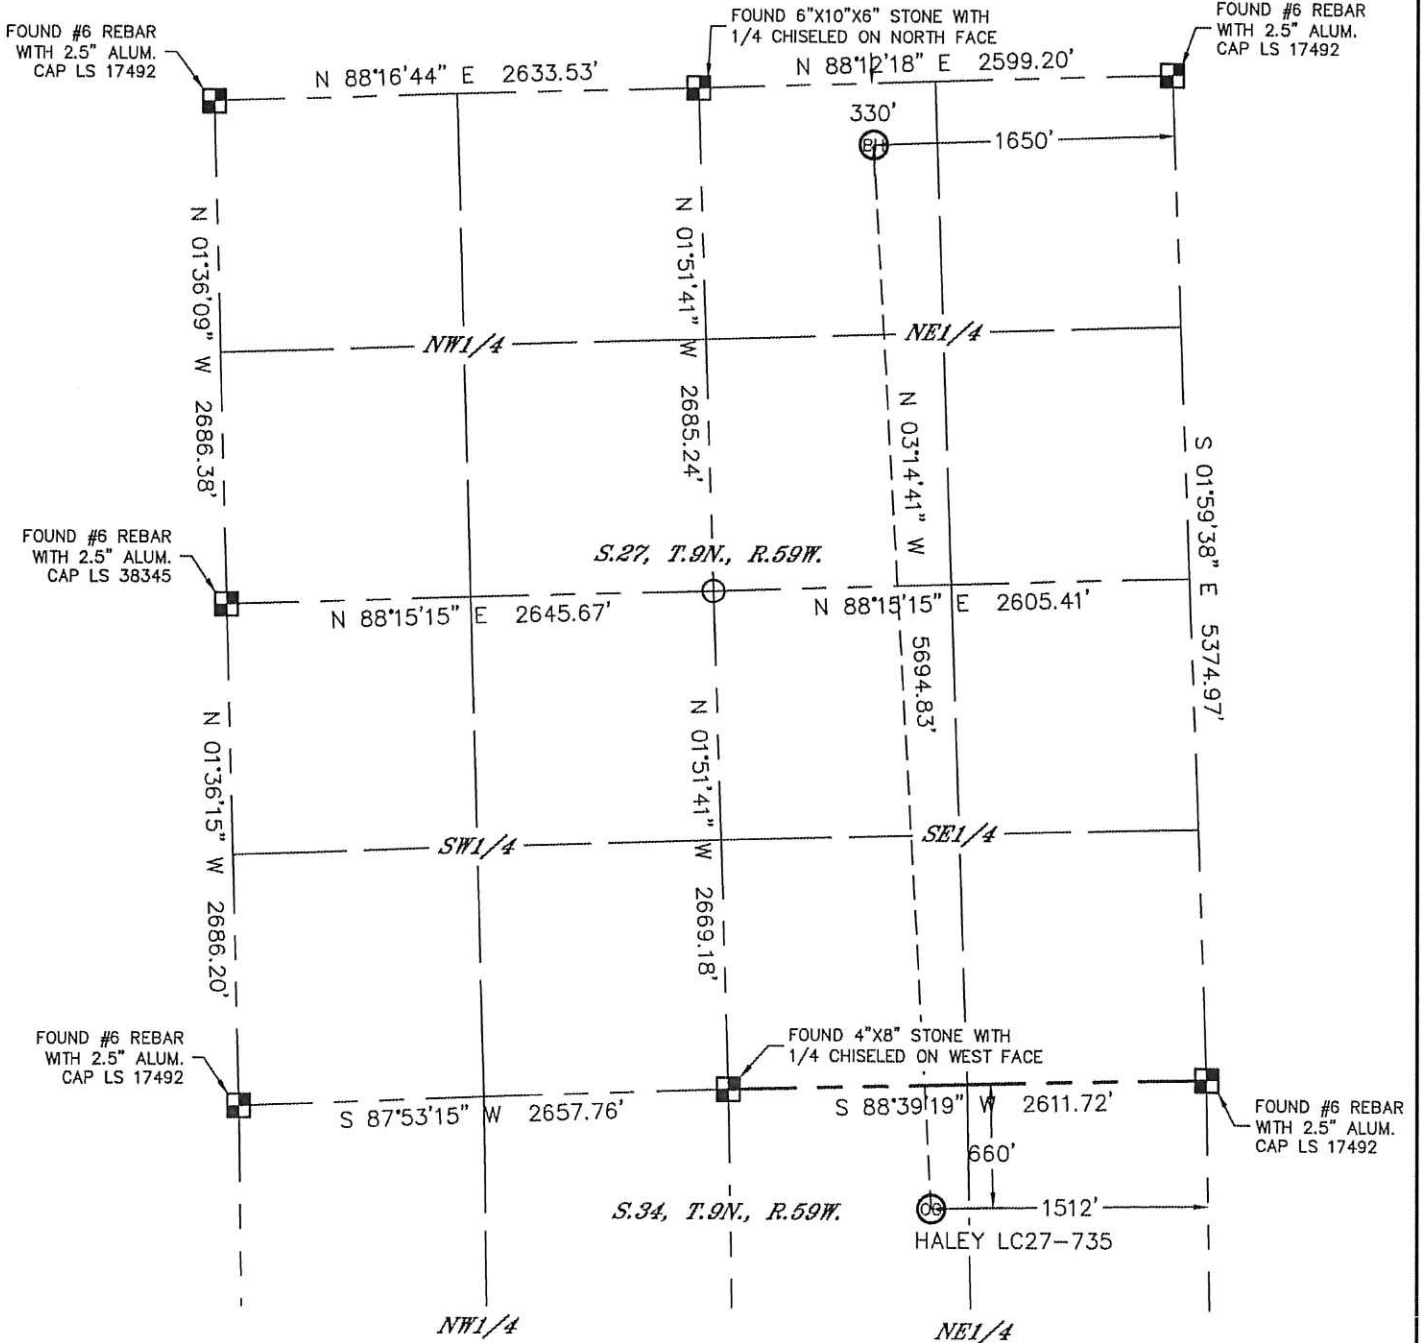 FOUND #6 REBAR
WITH 2.5" ALUM.
CAP LS 17492
FOUND 6"X10"X6" STONE WITH
1/4 CHISELED ON NORTH FACE
FOUND #6 REBAR
WITH 2.5" ALUM.
CAP LS 17492
N 88°16'44" E 2633.53'
N 88°12'18" E 2599.20'
330'
BH
1650'
N 01°36'09" W 2686.38'
N 01°51'41" W 2685.24'
NW1/4
NE1/4
N 03°14'41" W 5694.83'
S 01°59'38" E 5374.97'
FOUND #6 REBAR
WITH 2.5" ALUM.
CAP LS 38345
S.27, T.9N., R.59W.
N 88°15'15" E 2645.67'
N 88°15'15" E 2605.41'
N 01°36'15" W 2686.20'
N 01°51'41" W 2669.18'
SW1/4
SE1/4
FOUND #6 REBAR
WITH 2.5" ALUM.
CAP LS 17492
FOUND 4"X8" STONE WITH
1/4 CHISELED ON WEST FACE
S 87°53'15" W 2657.76'
S 88°39'19" W 2611.72'
FOUND #6 REBAR
WITH 2.5" ALUM.
CAP LS 17492
660'
S.34, T.9N., R.59W.
OG
1512'
HALEY LC27-735
NW1/4
NE1/4